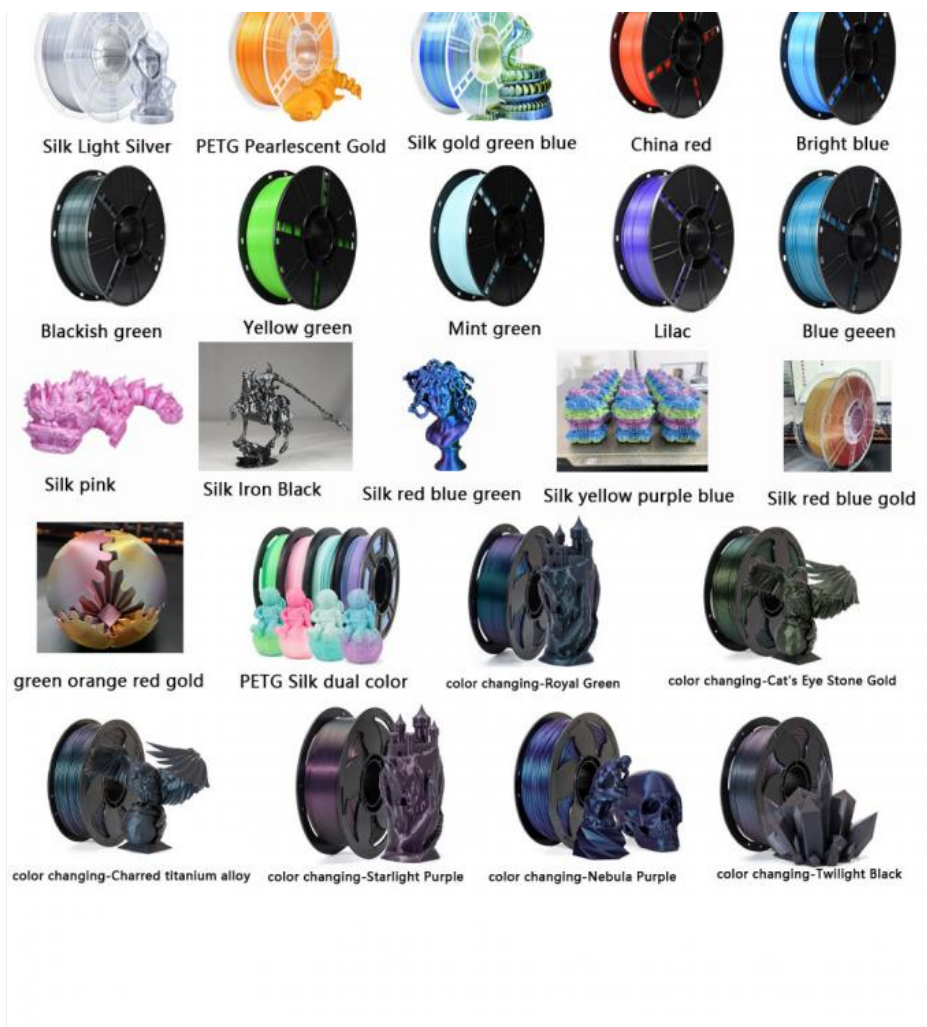 Silk Light Silver
PETG Pearlescent Gold
Silk gold green blue
China red
Bright blue
Blackish green
Yellow green
Mint green
Lilac
Blue geeen
Silk pink
Silk Iron Black
Silk red blue green
Silk yellow purple blue
Silk red blue gold
green orange red gold
PETG Silk dual color
color changing-Royal Green
color changing-Cat's Eye Stone Gold
color changing-Charred titanium alloy
color changing-Starlight Purple
color changing-Nebula Purple
color changing-Twilight Black